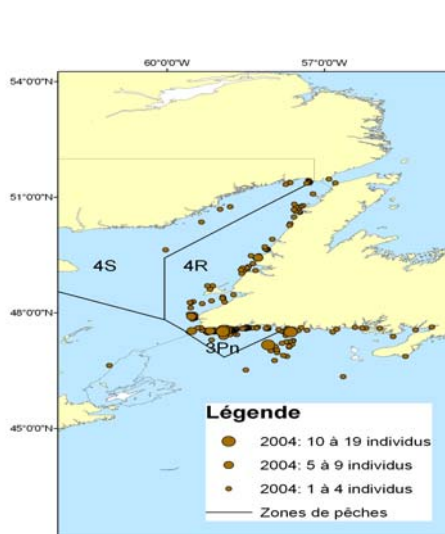 60°0'0"N 57°0'0"N
54°0'0"N
51°0'0"N
4S 4R
48°0'0"N
3Pn
45°0'0"N
Légende
2004: 10 à 19 individus
2004: 5 à 9 individus
2004: 1 à 4 individus
Zones de pêches